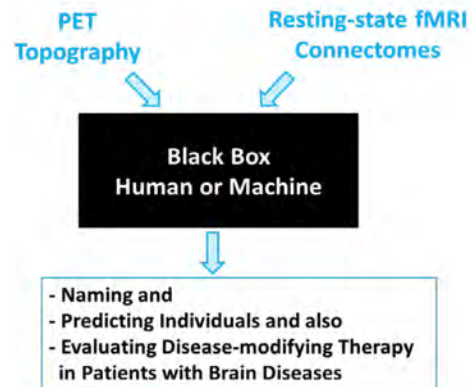 PET
Topography
Resting-state fMRI
Connectomes
Black Box
Human or Machine
- Naming and
- Predicting Individuals and also
- Evaluating Disease-modifying Therapy
in Patients with Brain Diseases